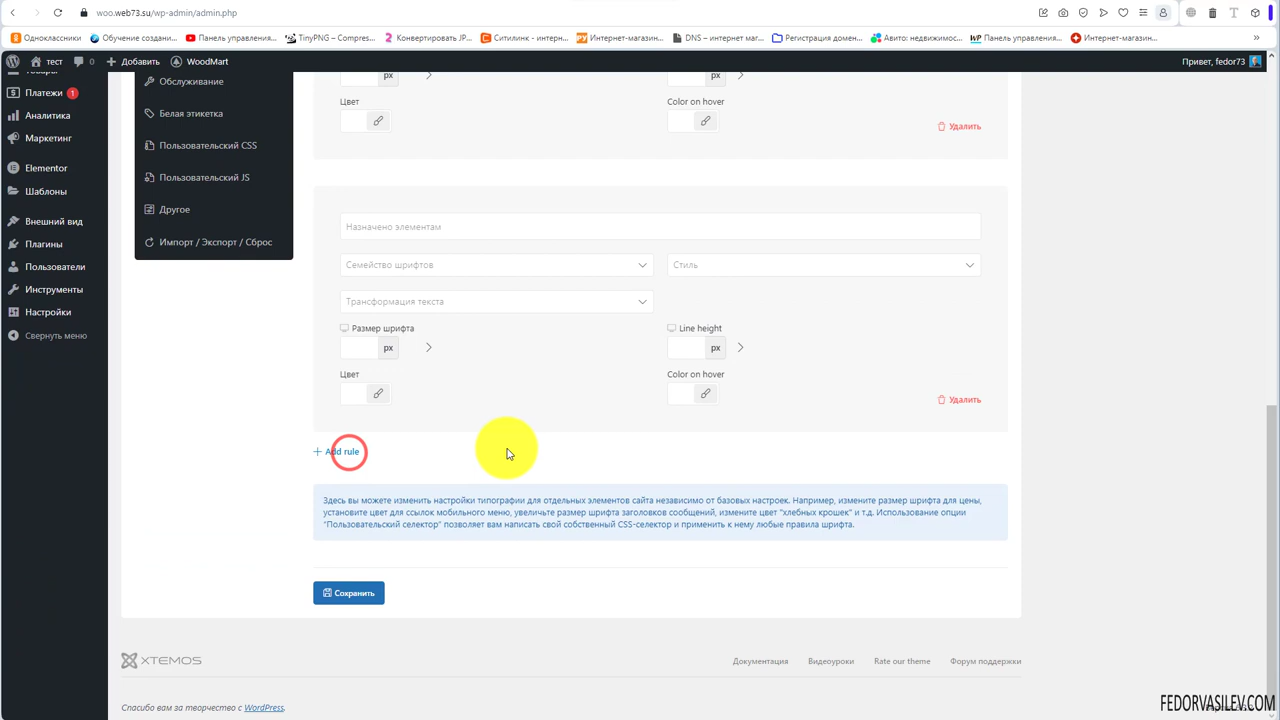 woo.web73.su/wp-admin/admin.php
Одноклассники
Обучение создани...
Панель управления...
TinyPNG – Compres...
Конвертировать JP...
Ситилинк - интерн...
Интернет-магазин...
DNS – интернет маг...
Регистрация домен...
Авито: недвижимос...
Панель управления...
Интернет-магазин...
тест
0
Добавить
WoodMart
Привет, fedor73
Платежи 1
Аналитика
Маркетинг
Elementor
Шаблоны
Внешний вид
Плагины
Пользователи
Инструменты
Настройки
Свернуть меню
Обслуживание
Белая этикетка
Пользовательский CSS
Пользовательский JS
Другое
Импорт / Экспорт / Сброс
px
px
Цвет
Color on hover
Удалить
Назначено элементам
Семейство шрифтов
Стиль
Трансформация текста
Размер шрифта
Line height
px
px
Цвет
Color on hover
Удалить
Add rule
Здесь вы можете изменить настройки типографии для отдельных элементов сайта независимо от базовых настроек. Например, измените размер шрифта для цены,
установите цвет для ссылок мобильного меню, увеличьте размер шрифта заголовков сообщений, измените цвет "хлебных крошек" и т.д. Использование опции
"Пользовательский селектор" позволяет вам написать свой собственный CSS-селектор и применить к нему любые правила шрифта.
Сохранить
XTEMOS
Документация
Видеоуроки
Rate our theme
Форум поддержки
Спасибо вам за творчество с WordPress.
FEDORVASILEV.COM